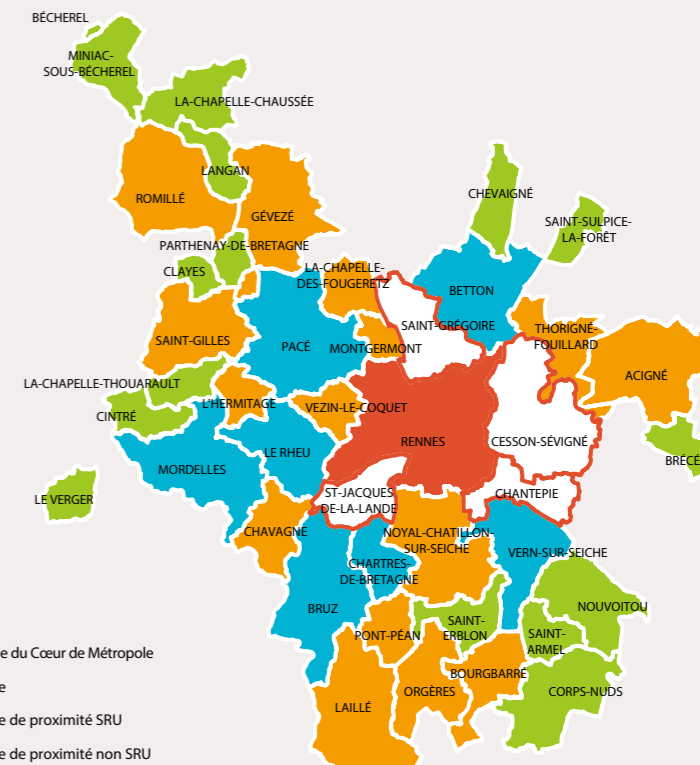 BÉCHEREL
MINIAC-
SOUS-BÉCHEREL
LA-CHAPELLE-CHAUSSÉE
LANGAN
ROMILLÉ
GÉVEZÉ
CHEVAIGNÉ
SAINT-SULPICE-
LA-FORÊT
PARTHENAY-DE-BRETAGNE
CLAYES
LA-CHAPELLE-
DES-FOUGERETZ
BETTON
SAINT-GRÉGOIRE
THORIGNÉ-
FOUILLARD
SAINT-GILLES
PACÉ
MONTGERMONT
ACIGNÉ
LA-CHAPELLE-THOUARAULT
L'HERMITAGE
VEZIN-LE-COQUET
CINTRÉ
RENNES
CESSON-SÉVIGNÉ
LE RHEU
BRÉCÉ
MORDELLES
LE VERGER
ST-JACQUES
DE-LA-LANDE
CHANTEPIE
CHAVAGNE
NOYAL-CHATILLON-
SUR-SEICHE
VERN-SUR-SEICHE
CHARTRES-
DE-BRETAGNE
BRUZ
NOUVOITOU
SAINT-
ERBLON
PONT-PÉAN
SAINT-
ARMEL
BOURGBARRÉ
ORGÈRES
CORPS-NUDS
LAILLÉ
e du Cœur de Métropole
e
e de proximité SRU
e de proximité non SRU